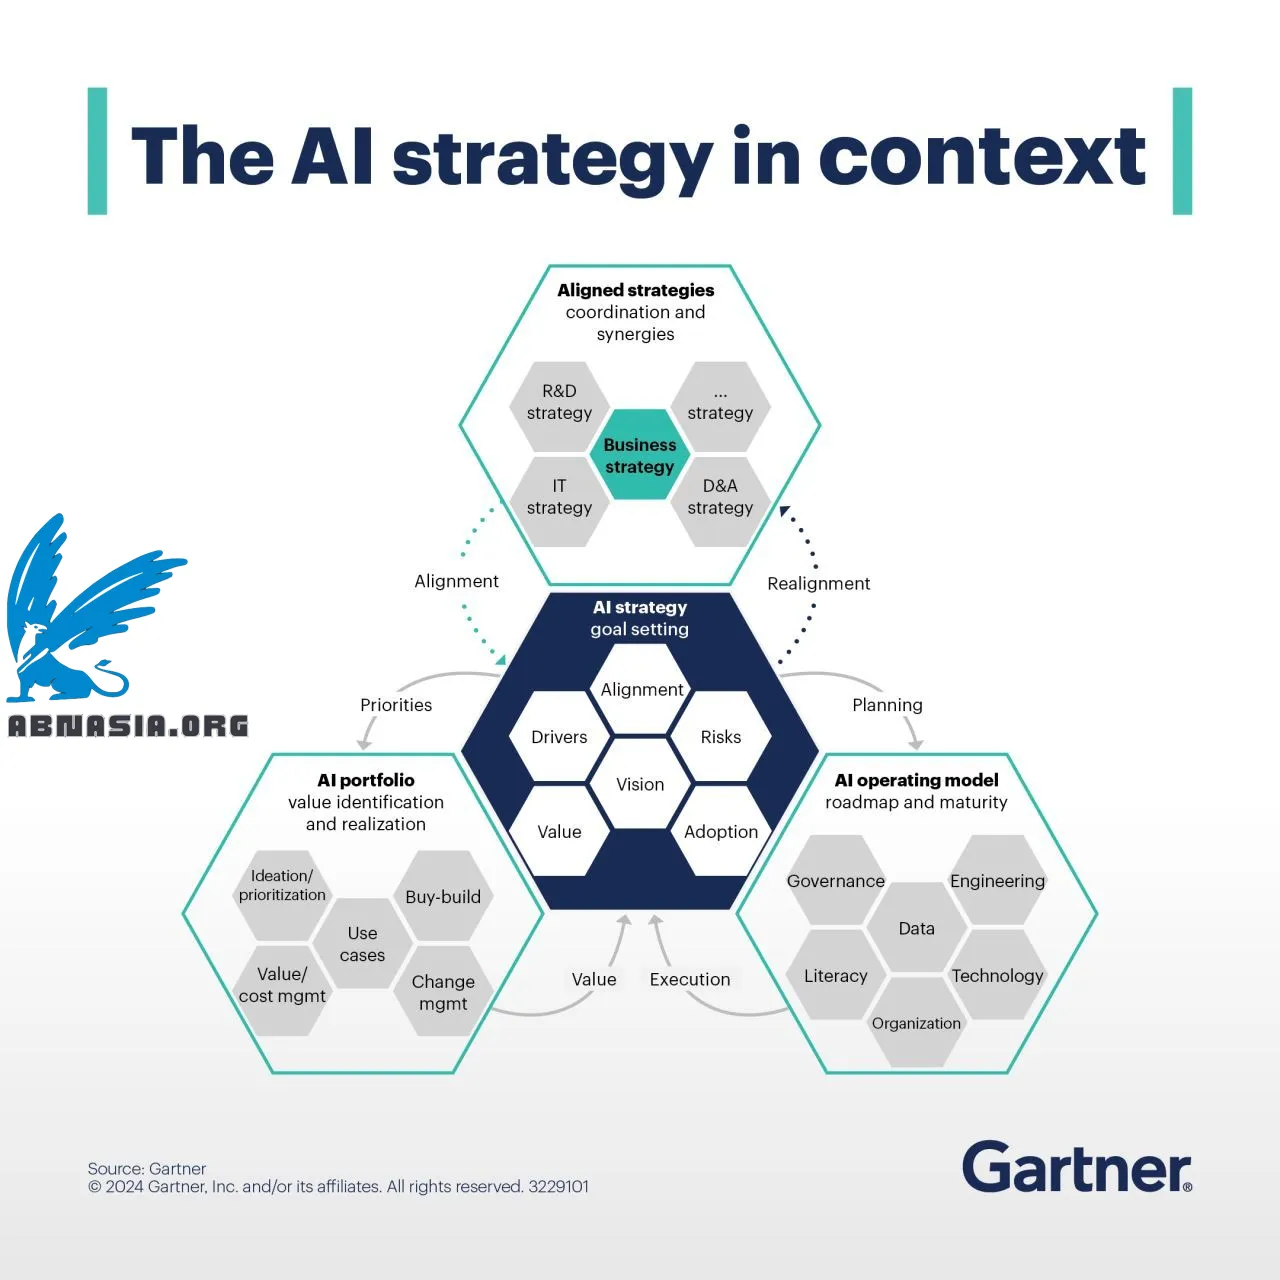 The AI strategy in context
Aligned strategies
coordination and
synergies
R&D
strategy
...
strategy
Business
strategy
IT
strategy
D&A
strategy
Alignment
Realignment
AI strategy
goal setting
Alignment
Drivers
Risks
Vision
Value
Adoption
Priorities
Planning
ABNASIA.ORG
AI portfolio
value identification
and realization
Ideation/
prioritization
Buy-build
Use
cases
Value/
cost mgmt
Change
mgmt
AI operating model
roadmap and maturity
Governance
Engineering
Data
Literacy
Technology
Organization
Value
Execution
Source: Gartner
© 2024 Gartner, Inc. and/or its affiliates. All rights reserved. 3229101
Gartner®